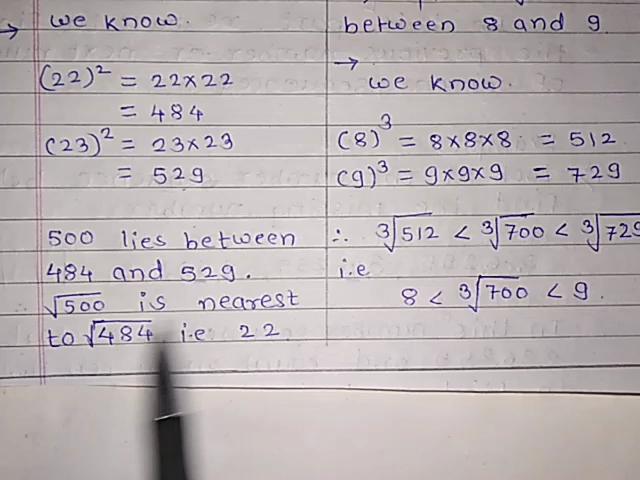 → we know.
(22)² = 22×22
= 484
(23)² = 23×23
= 529
500 lies between
484 and 529.
∴ √500 is nearest
to √484 i.e 22.
between 8 and 9.
→ we know.
(8)³ = 8×8×8 = 512
(9)³ = 9×9×9 = 729
∴ ∛512 < ∛700 < ∛729
i.e
8 < ∛700 < 9.